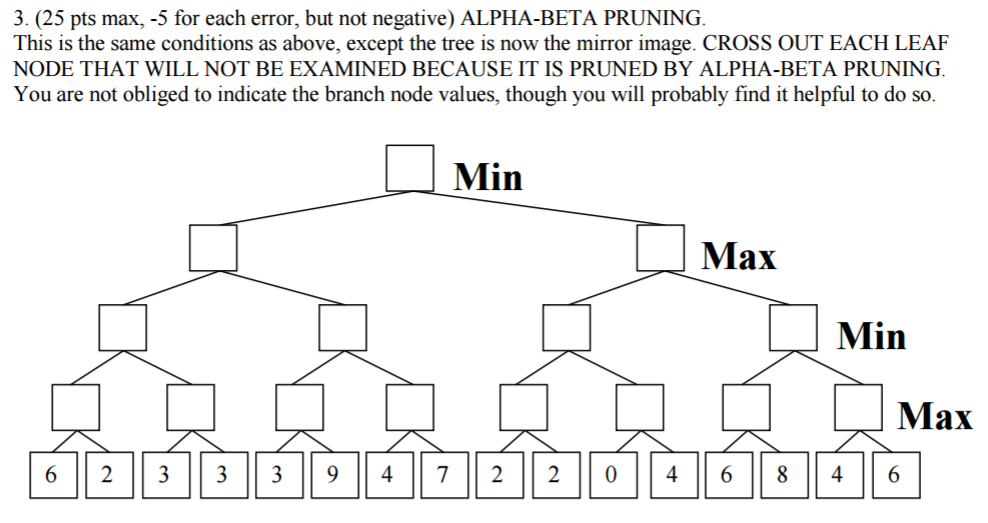 3. (25 pts max, -5 for each error, but not negative) ALPHA-BETA PRUNING.
This is the same conditions as above, except the tree is now the mirror image. CROSS OUT EACH LEAF
NODE THAT WILL NOT BE EXAMINED BECAUSE IT IS PRUNED BY ALPHA-BETA PRUNING.
You are not obliged to indicate the branch node values, though you will probably find it helpful to do so.
Min
Max
Min
Max
6 2 3 3 3 9 4 7 2 2 0 4 6 8 4 6